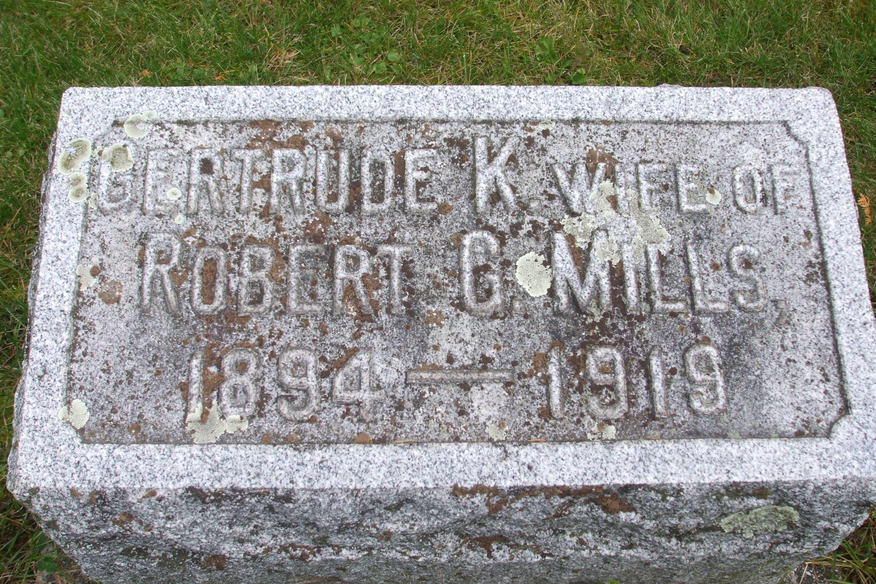 GERTRUDE K. WIFE OF
ROBERT G. MILLS
1894 — 1919